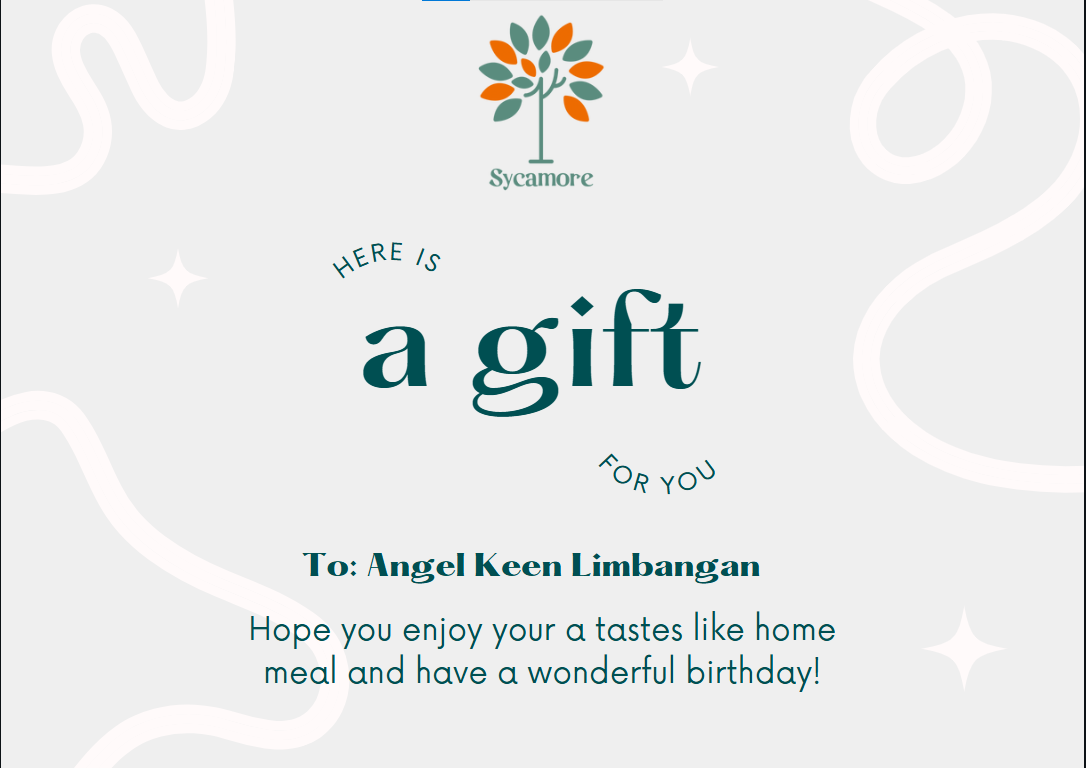 Sycamore
HERE IS
a gift
FOR YOU
To: Angel Keen Limbangan
Hope you enjoy your a tastes like home
meal and have a wonderful birthday!